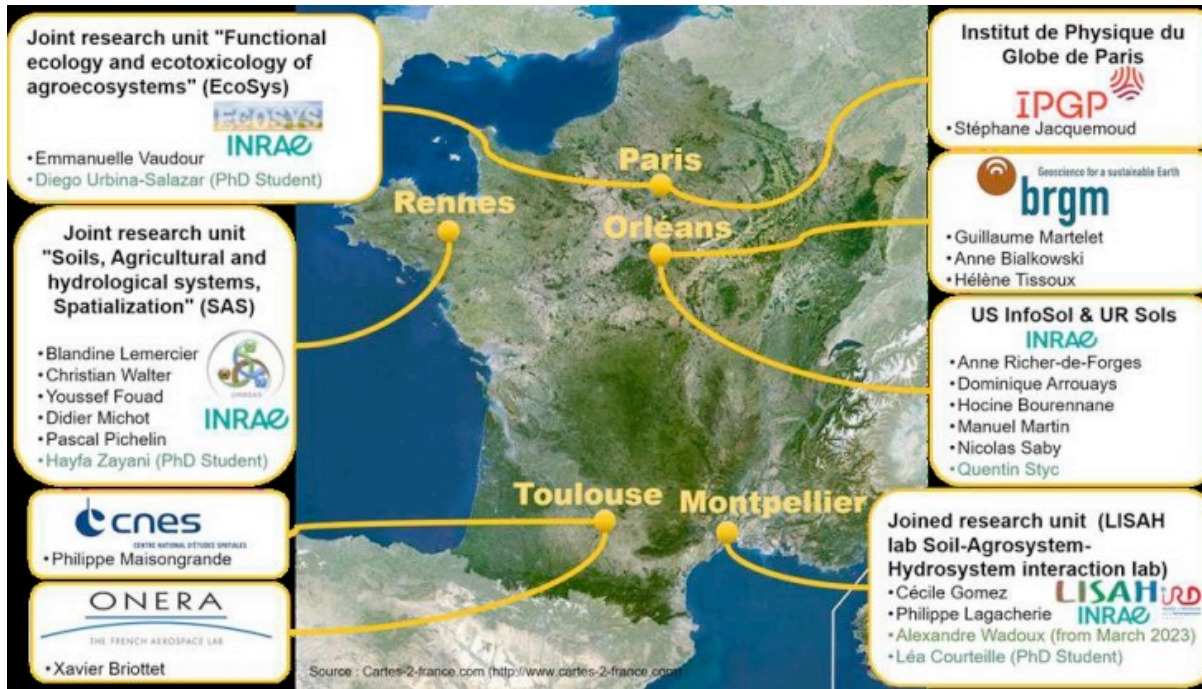 Joint research unit "Functional
ecology and ecotoxicology of
agroecosystems" (EcoSys)
ECOSYS
INRAE
•Emmanuelle Vaudour
•Diego Urbina-Salazar (PhD Student)
Joint research unit
"Soils, Agricultural and
hydrological systems,
Spatialization" (SAS)
•Blandine Lemercier
•Christian Walter
•Youssef Fouad
•Didier Michot
•Pascal Pichelin
•Hayfa Zayani (PhD Student)
INRAE
cnes
CENTRE NATIONAL D'ÉTUDES SPATIALES
•Philippe Maisongrande
ONERA
THE FRENCH AEROSPACE LAB
•Xavier Briottet
Paris
Rennes
Orléans
Toulouse
Montpellier
Source : Cartes-2-france.com (http://www.cartes-2-france.com)
Institut de Physique du
Globe de Paris
IPGP
•Stéphane Jacquemoud
Geoscience for a sustainable Earth
brgm
•Guillaume Martelet
•Anne Bialkowski
•Hélène Tissoux
US InfoSol & UR Sols
INRAE
•Anne Richer-de-Forges
•Dominique Arrouays
•Hocine Bourennane
•Manuel Martin
•Nicolas Saby
•Quentin Styc
Joined research unit (LISAH
lab Soil-Agrosystem-
Hydrosystem interaction lab)
•Cécile Gomez
•Philippe Lagacherie
LISAH
IRD
INRAE
•Alexandre Wadoux (from March 2023)
•Léa Courteille (PhD Student)